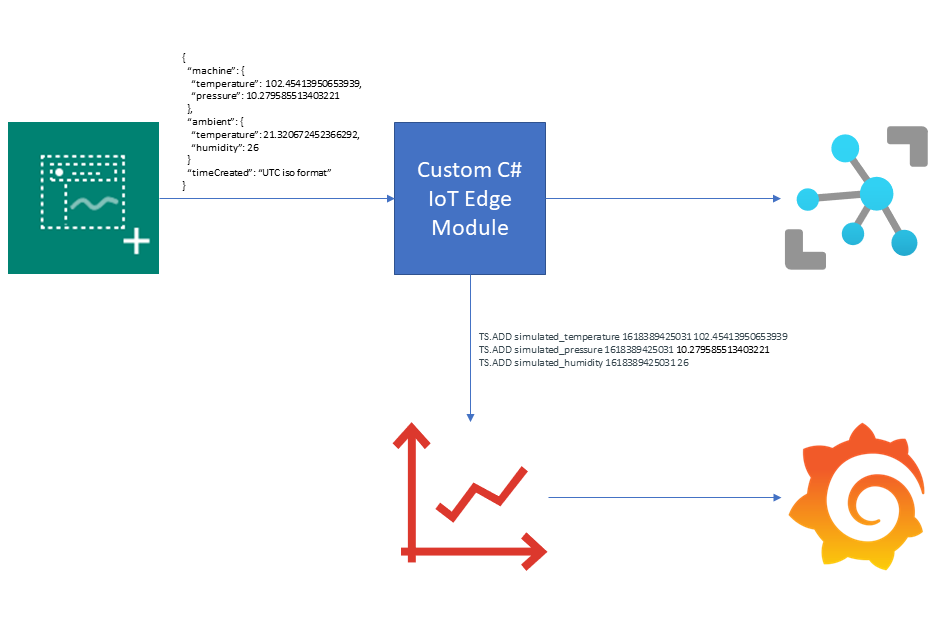 {
“machine”: {
“temperature”: 102.45413950653939,
“pressure”: 10.279585513403221
},
“ambient”: {
“temperature”: 21.320672452366292,
“humidity”: 26
}
“timeCreated”: “UTC iso format”
}
Custom C#
IoT Edge
Module
TS.ADD simulated_temperature 1618389425031 102.45413950653939
TS.ADD simulated_pressure 1618389425031 10.279585513403221
TS.ADD simulated_humidity 1618389425031 26